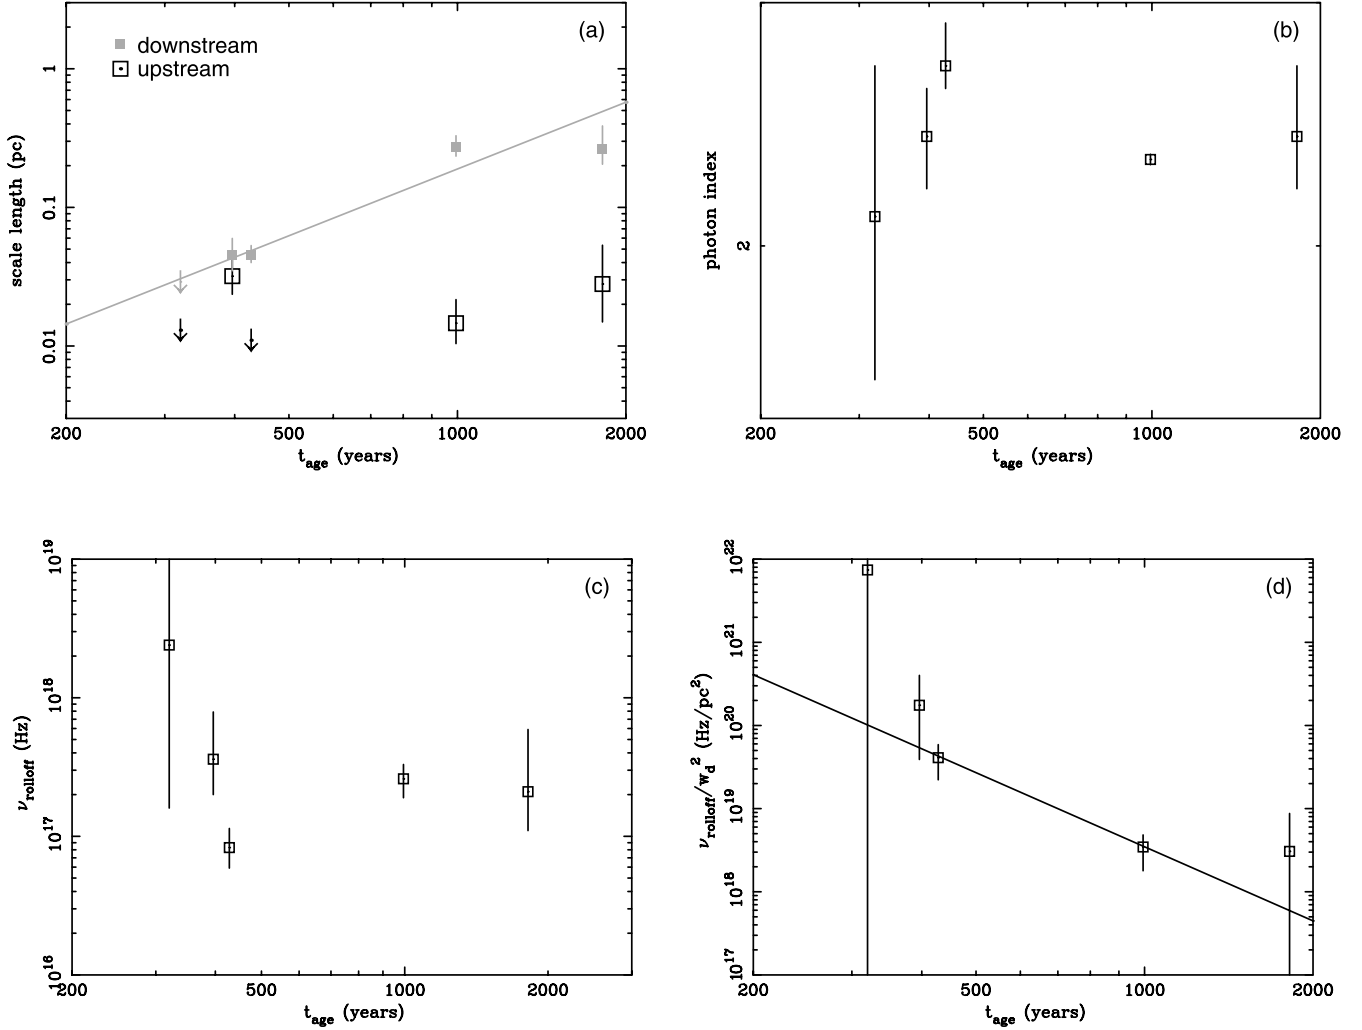 (a)
downstream
upstream
scale length (pc)
1
0.1
0.01
200 500 1000 2000
t_age (years)
(b)
photon index
2
200 500 1000 2000
t_age (years)
(c)
ν_rolloff (Hz)
10^19
10^18
10^17
10^16
200 500 1000 2000
t_age (years)
(d)
ν_rolloff/w_d^2 (Hz/pc^2)
10^22
10^21
10^20
10^19
10^18
10^17
200 500 1000 2000
t_age (years)